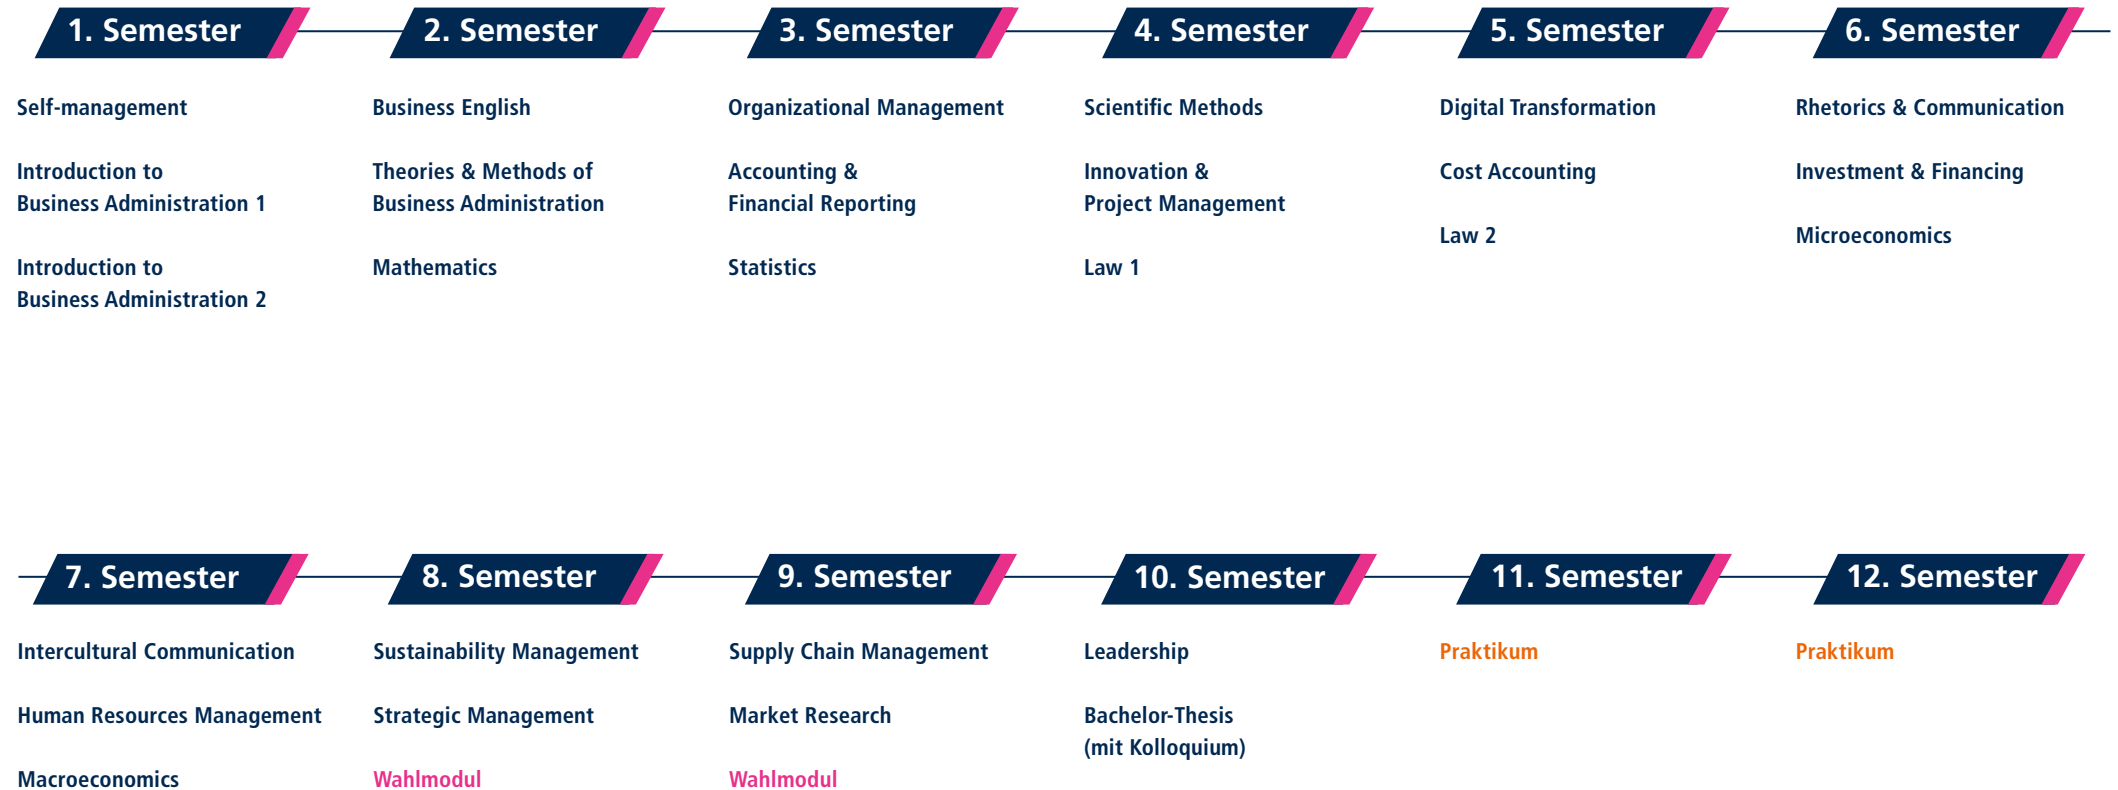 1. Semester
Self-management
Introduction to
Business Administration 1
Introduction to
Business Administration 2
2. Semester
Business English
Theories & Methods of
Business Administration
Mathematics
3. Semester
Organizational Management
Accounting &
Financial Reporting
Statistics
4. Semester
Scientific Methods
Innovation &
Project Management
Law 1
5. Semester
Digital Transformation
Cost Accounting
Law 2
6. Semester
Rhetorics & Communication
Investment & Financing
Microeconomics
7. Semester
Intercultural Communication
Human Resources Management
Macroeconomics
8. Semester
Sustainability Management
Strategic Management
Wahlmodul
9. Semester
Supply Chain Management
Market Research
Wahlmodul
10. Semester
Leadership
Bachelor-Thesis
(mit Kolloquium)
11. Semester
Praktikum
12. Semester
Praktikum